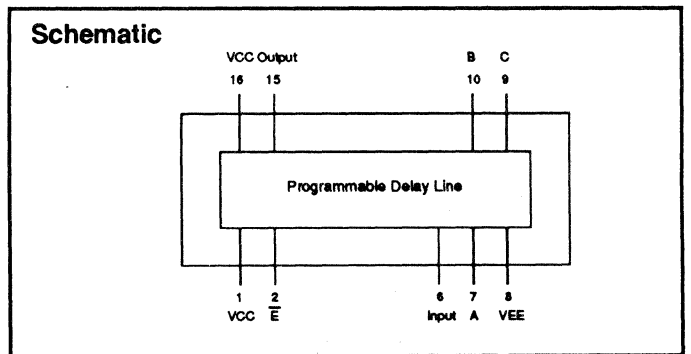 Schematic
VCC Output B C
16 15 10 9
Programmable Delay Line
1 2 6 7 8
VCC E̅ Input A VEE